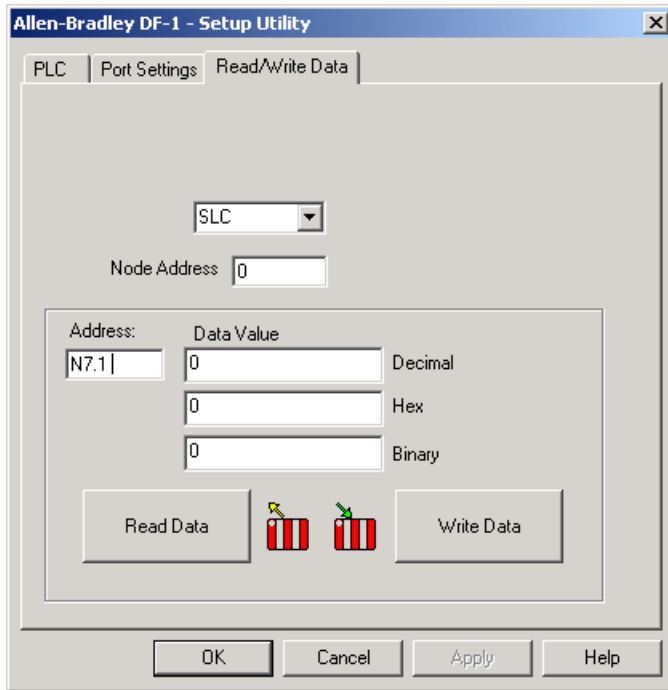 Allen-Bradley DF-1 - Setup Utility
PLC Port Settings Read/Write Data
SLC
Node Address 0
Address: Data Value
N7.1 0 Decimal
0 Hex
0 Binary
Read Data Write Data
OK Cancel Apply Help